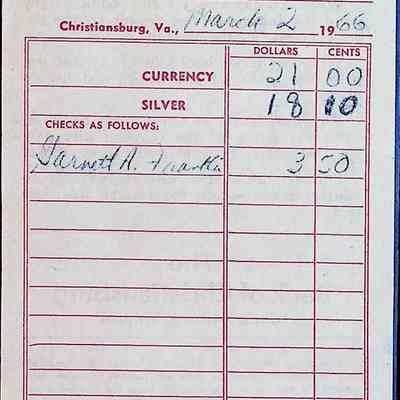 Christiansburg, Va., March 2 1966
DOLLARS CENTS
CURRENCY 21 00
SILVER 18 10
CHECKS AS FOLLOWS:
Garnett A. Franklin 3 50